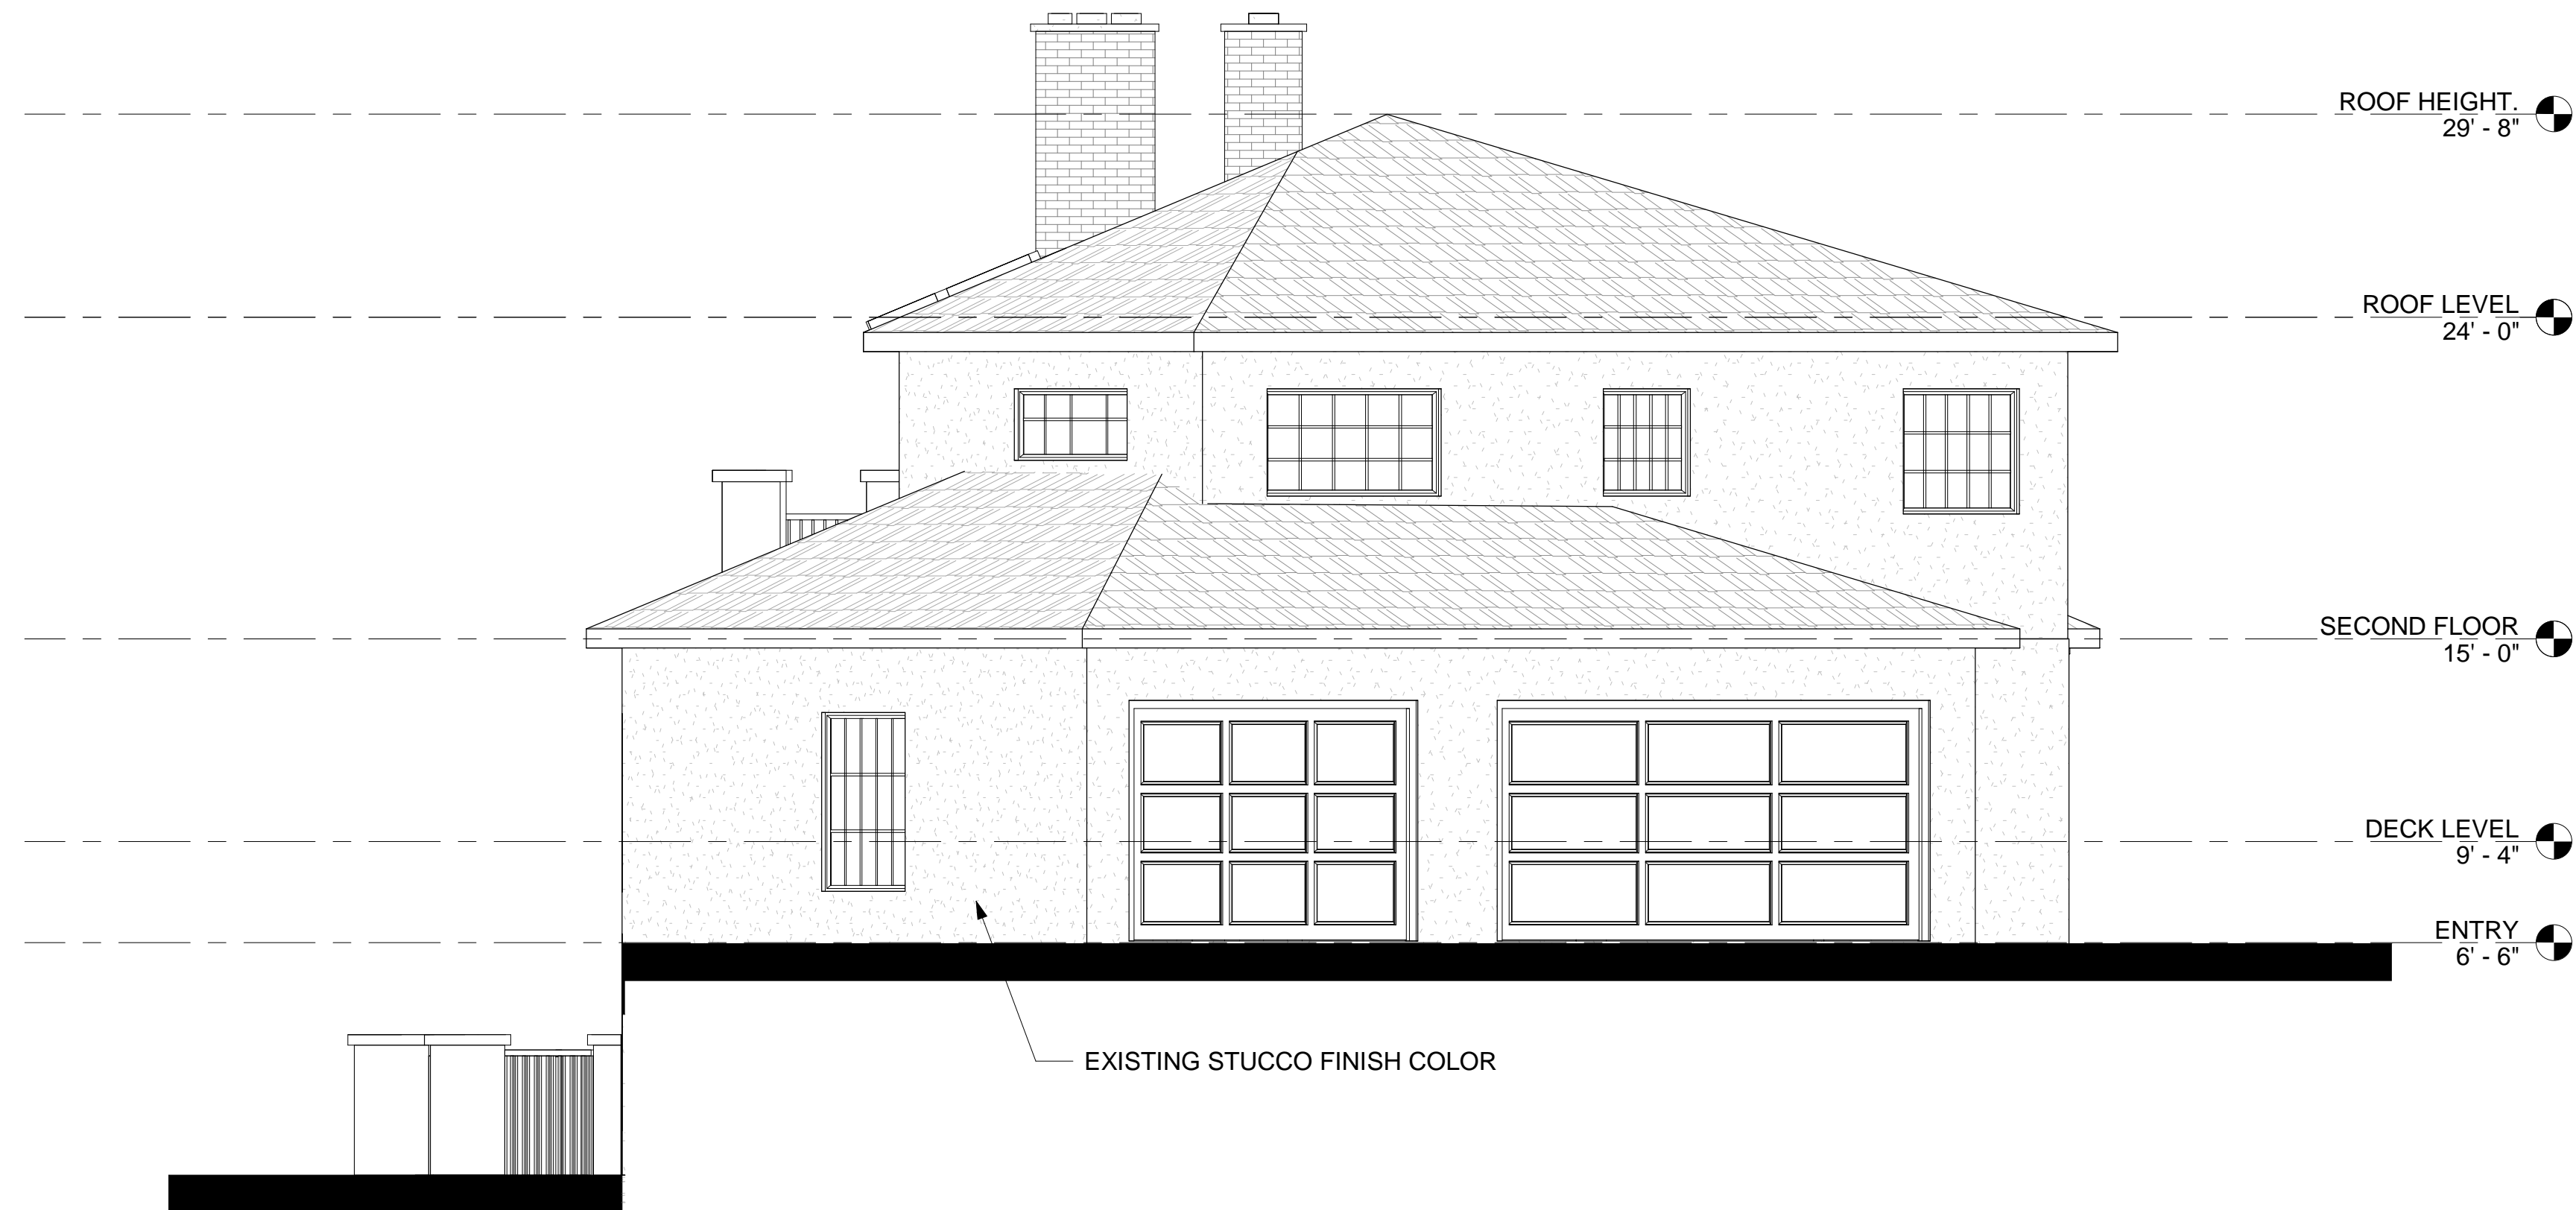 ROOF HEIGHT.
29' - 8"
ROOF LEVEL
24' - 0"
SECOND FLOOR
15' - 0"
DECK LEVEL
9' - 4"
ENTRY
6' - 6"
EXISTING STUCCO FINISH COLOR